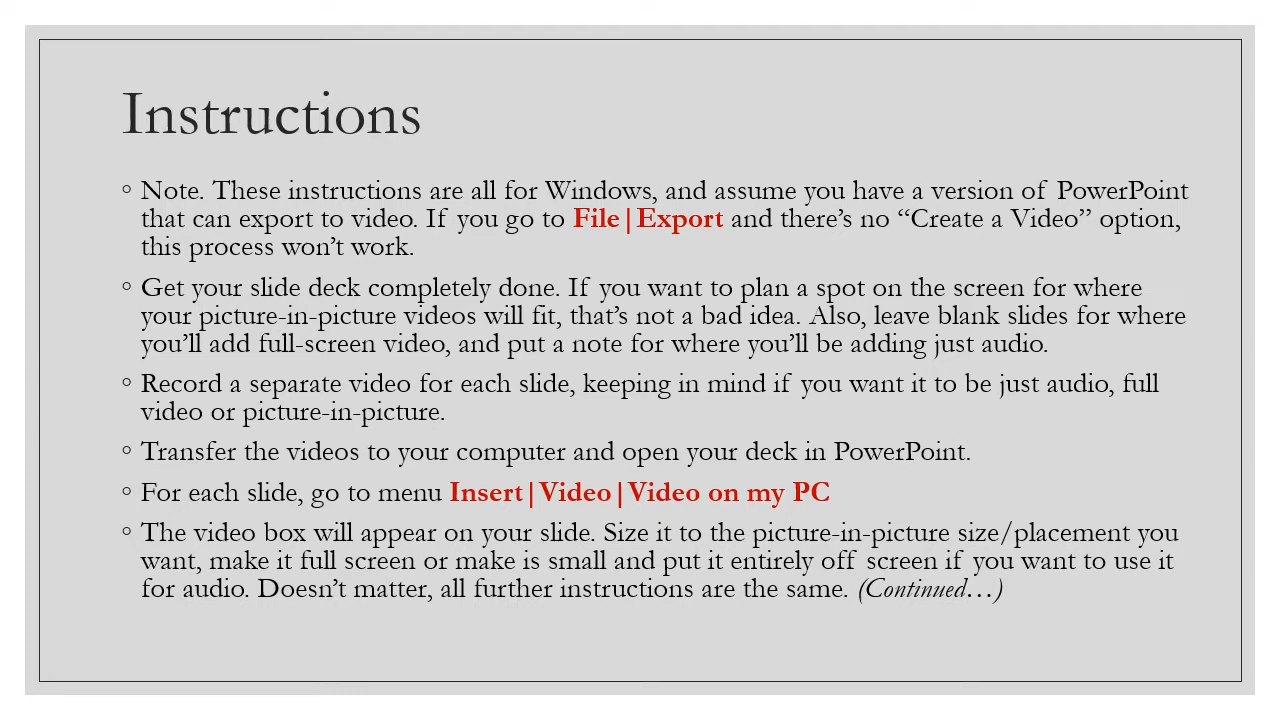 Instructions
◦ Note. These instructions are all for Windows, and assume you have a version of PowerPoint
that can export to video. If you go to File|Export and there’s no “Create a Video” option,
this process won’t work.
◦ Get your slide deck completely done. If you want to plan a spot on the screen for where
your picture-in-picture videos will fit, that’s not a bad idea. Also, leave blank slides for where
you’ll add full-screen video, and put a note for where you’ll be adding just audio.
◦ Record a separate video for each slide, keeping in mind if you want it to be just audio, full
video or picture-in-picture.
◦ Transfer the videos to your computer and open your deck in PowerPoint.
◦ For each slide, go to menu Insert|Video|Video on my PC
◦ The video box will appear on your slide. Size it to the picture-in-picture size/placement you
want, make it full screen or make is small and put it entirely off screen if you want to use it
for audio. Doesn’t matter, all further instructions are the same. (Continued…)